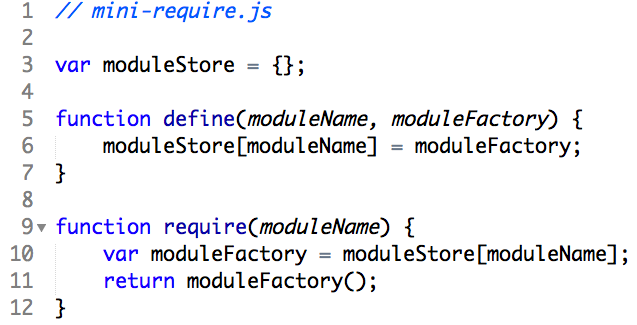 1 // mini-require.js
2
3 var moduleStore = {};
4
5 function define(moduleName, moduleFactory) {
6     moduleStore[moduleName] = moduleFactory;
7 }
8
9 function require(moduleName) {
10     var moduleFactory = moduleStore[moduleName];
11     return moduleFactory();
12 }